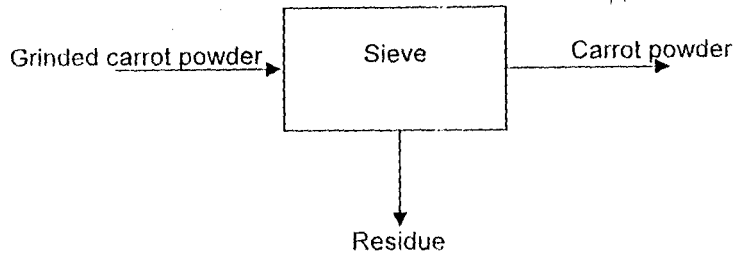 Grinded carrot powder
Sieve
Carrot powder
Residue